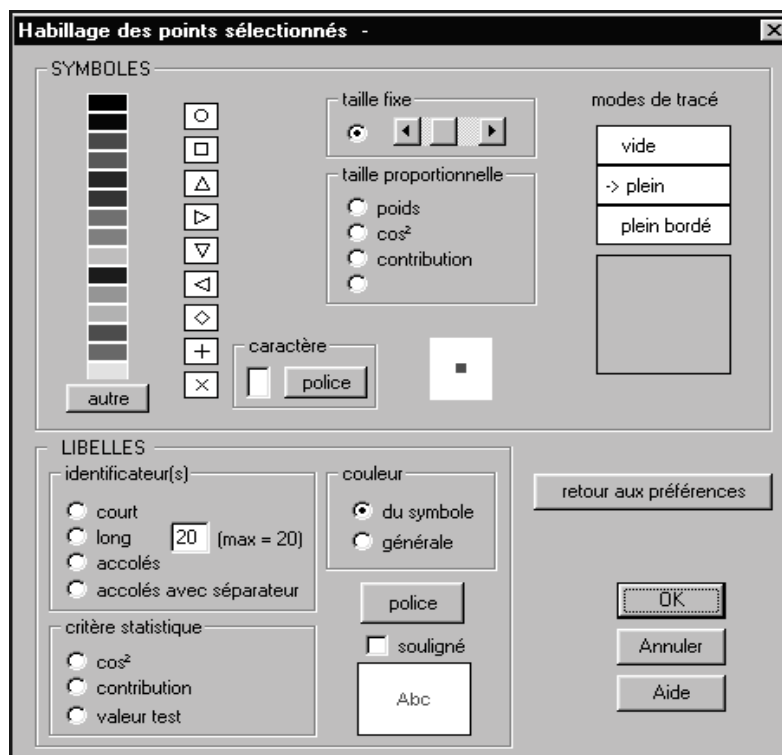 Habillage des points sélectionnés -
SYMBOLES
taille fixe
modes de tracé
vide
-> plein
plein bordé
taille proportionnelle
poids
cos²
contribution
caractère
police
autre
LIBELLES
identificateur(s)
court
long 20 (max = 20)
accolés
accolés avec séparateur
couleur
du symbole
générale
retour aux préférences
police
souligné
Abc
critère statistique
cos²
contribution
valeur test
OK
Annuler
Aide